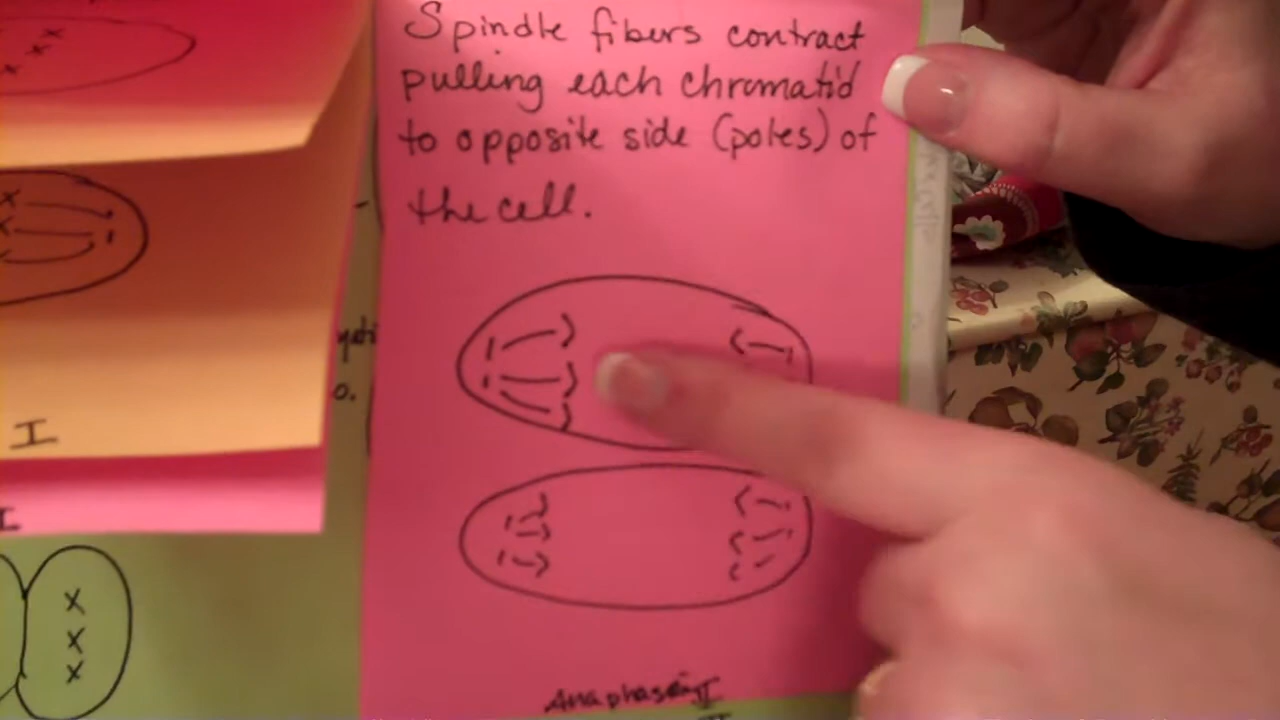 Spindle fibers contract
pulling each chromatid
to opposite side (poles) of
the cell.
I
I
Anaphase II